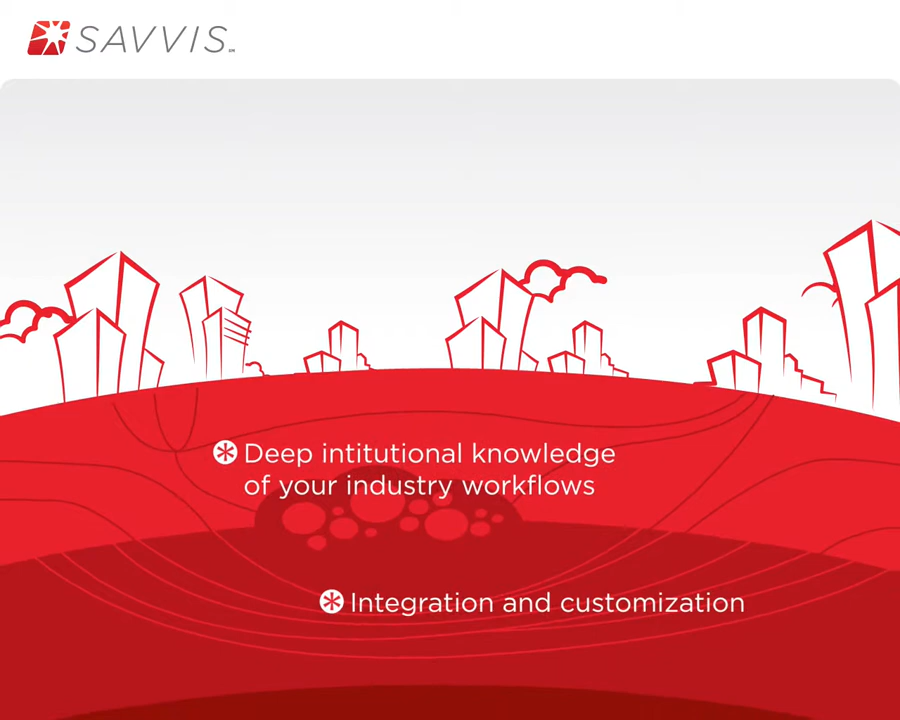 SAVVIS
Deep intitutional knowledge
of your industry workflows
Integration and customization